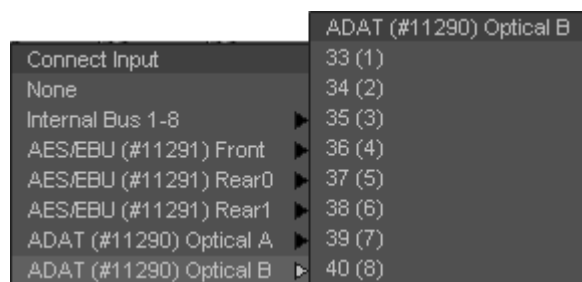 Connect Input
None
Internal Bus 1-8
AES/EBU (#11291) Front
AES/EBU (#11291) Rear0
AES/EBU (#11291) Rear1
ADAT (#11290) Optical A
ADAT (#11290) Optical B
ADAT (#11290) Optical B
33 (1)
34 (2)
35 (3)
36 (4)
37 (5)
38 (6)
39 (7)
40 (8)